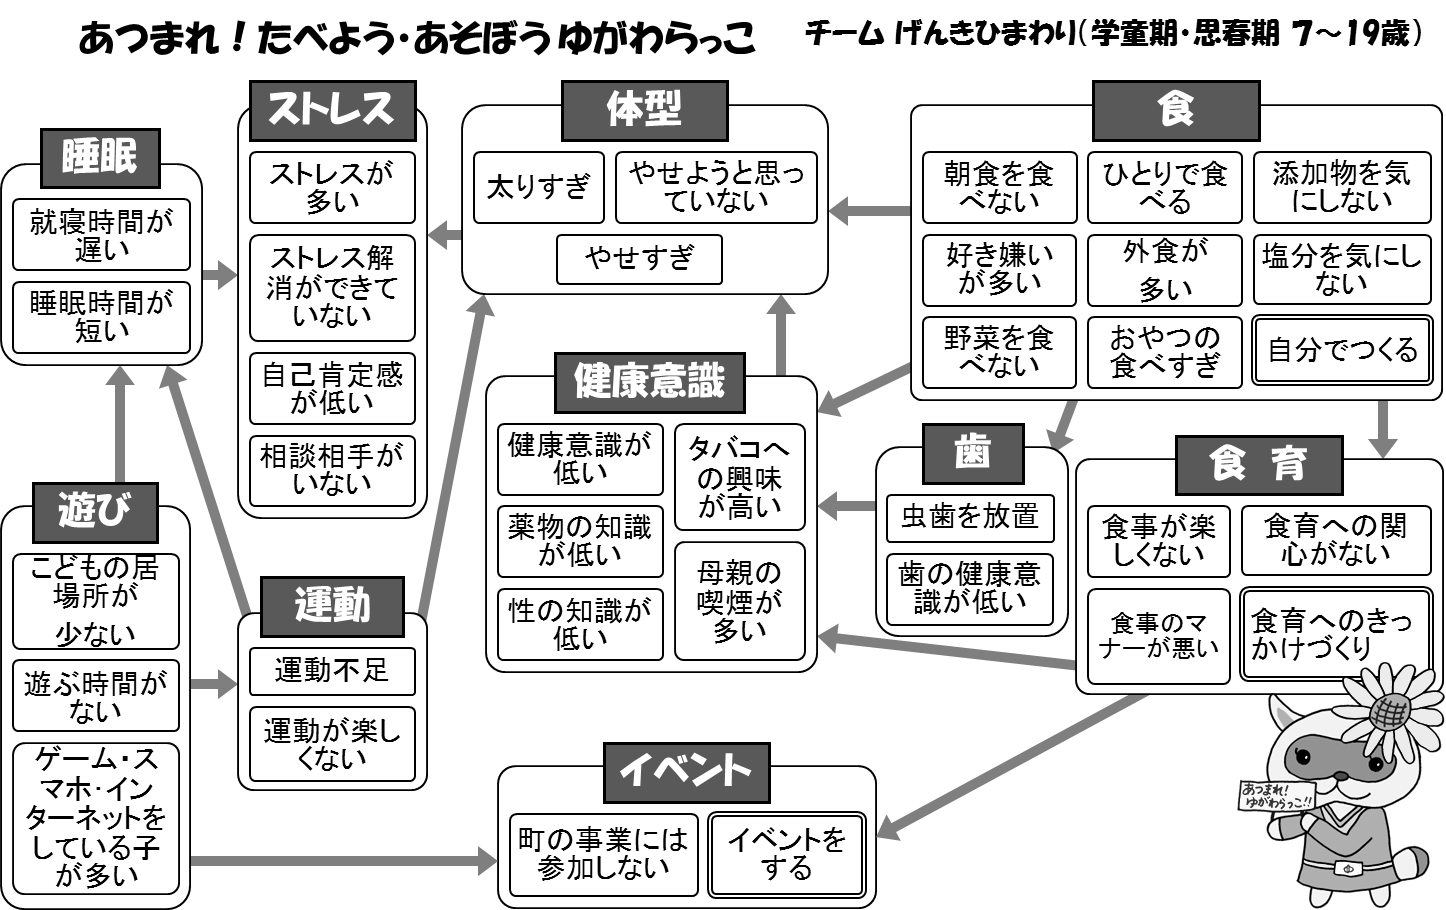 あつまれ！たべよう・あそぼう ゆがわらっこ
チーム げんきひまわり（学童期・思春期 7～19歳）
睡眠
就寝時間が
遅い
睡眠時間が
短い
ストレス
ストレスが
多い
ストレス解
消ができて
いない
自己肯定感
が低い
相談相手が
いない
体型
太りすぎ
やせようと思っ
ていない
やせすぎ
食
朝食を食
べない
ひとりで食
べる
添加物を気
にしない
好き嫌い
が多い
外食が
多い
塩分を気にし
ない
野菜を食
べない
おやつの
食べすぎ
自分でつくる
健康意識
健康意識が
低い
タバコへ
の興味
が高い
薬物の知識
が低い
母親の
喫煙が
多い
性の知識が
低い
歯
虫歯を放置
歯の健康意
識が低い
食 育
食事が楽
しくない
食育への関
心がない
食事のマ
ナーが悪い
食育へのきっ
かけづくり
遊び
こどもの居
場所が
少ない
遊ぶ時間が
ない
ゲーム・ス
マホ・イン
ターネットを
している子
が多い
運動
運動不足
運動が楽し
くない
イベント
町の事業には
参加しない
イベントを
する
あつまれ！
ゆがわらっこ！！